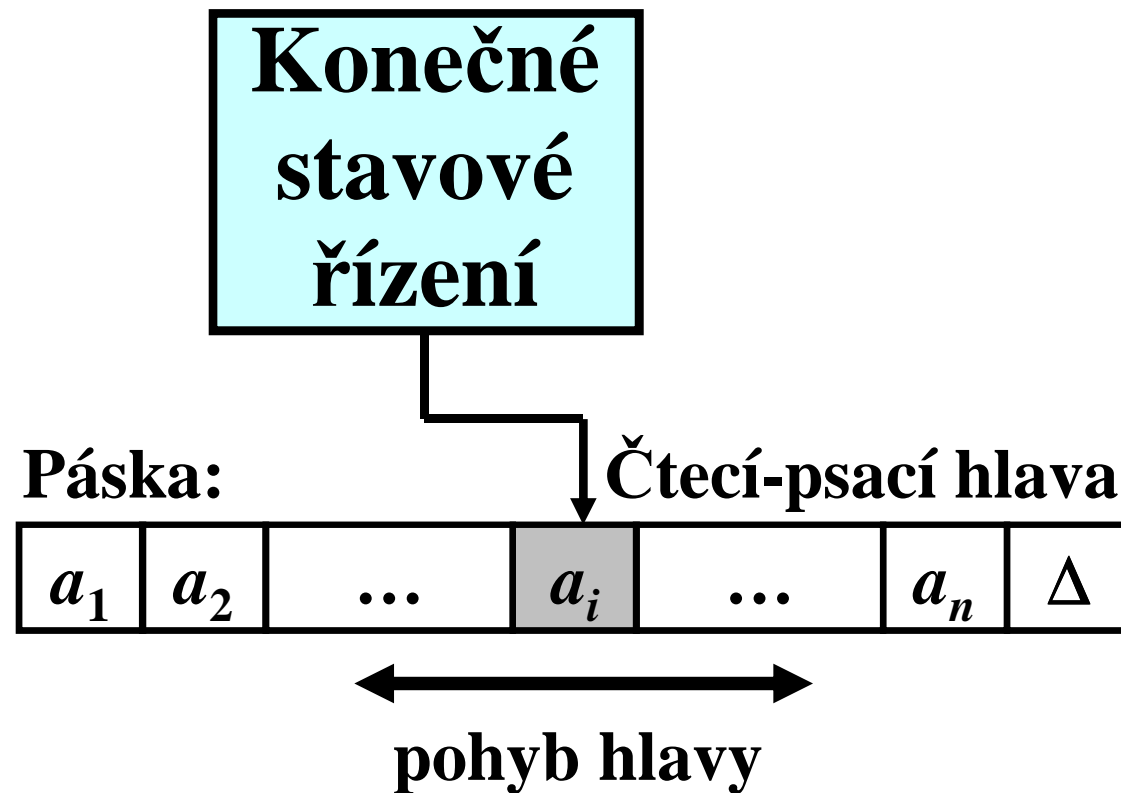 Konečné
stavové
řízení
Páska: Čtecí-psací hlava
a₁ a₂ … aᵢ … aₙ Δ
pohyb hlavy